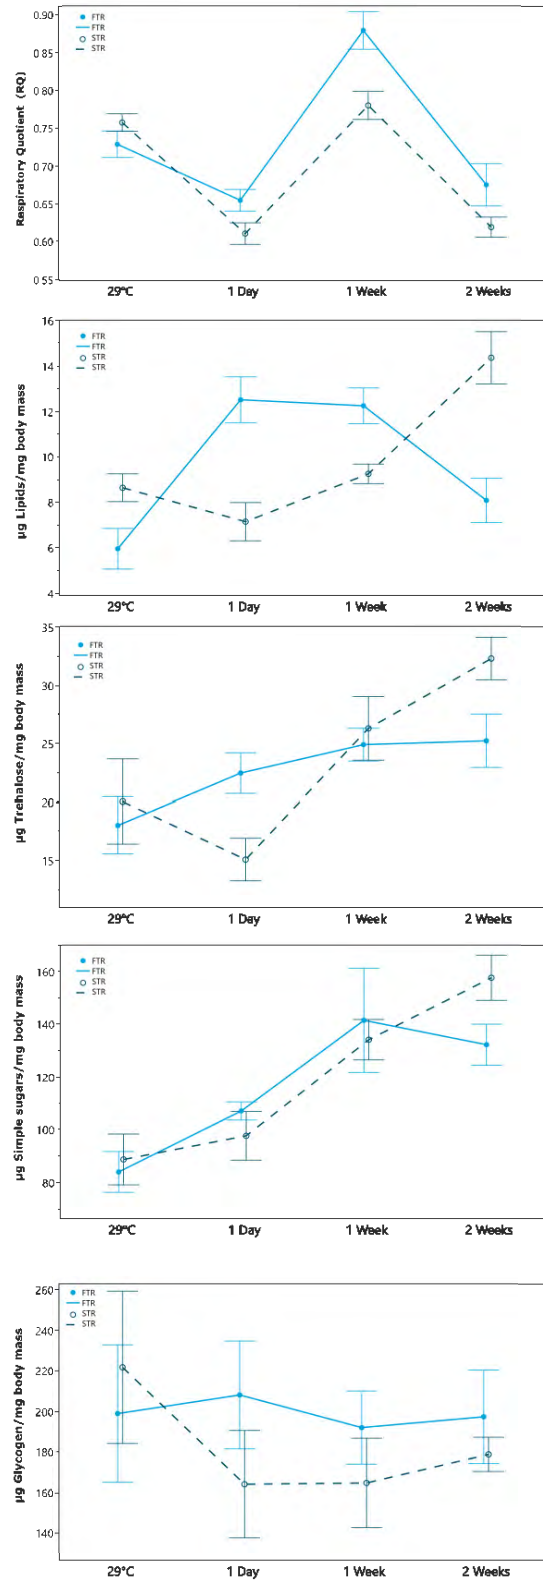 Respiratory Quotient (RQ)
FTR
FTR
STR
STR
0.90
0.85
0.80
0.75
0.70
0.65
0.60
0.55
29°C 1 Day 1 Week 2 Weeks
µg Lipids/mg body mass
FTR
FTR
STR
STR
16
14
12
10
8
6
4
29°C 1 Day 1 Week 2 Weeks
µg Trehalose/mg body mass
FTR
FTR
STR
STR
35
30
25
20
15
29°C 1 Day 1 Week 2 Weeks
µg Simple sugars/mg body mass
FTR
FTR
STR
STR
160
140
120
100
80
29°C 1 Day 1 Week 2 Weeks
µg Glycogen/mg body mass
FTR
FTR
STR
STR
260
240
220
200
180
160
140
29°C 1 Day 1 Week 2 Weeks